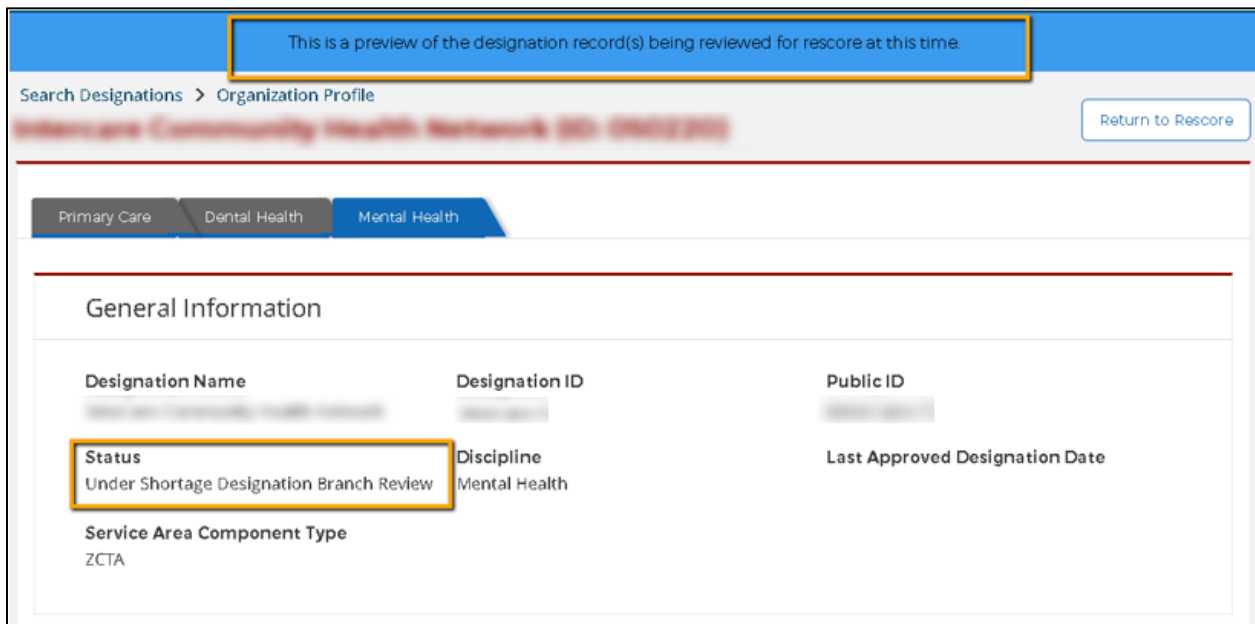 This is a preview of the designation record(s) being reviewed for rescore at this time.
Search Designations > Organization Profile
Return to Rescore
Primary Care
Dental Health
Mental Health
General Information
Designation Name
Designation ID
Public ID
Status
Discipline
Last Approved Designation Date
Under Shortage Designation Branch Review
Mental Health
Service Area Component Type
ZCTA